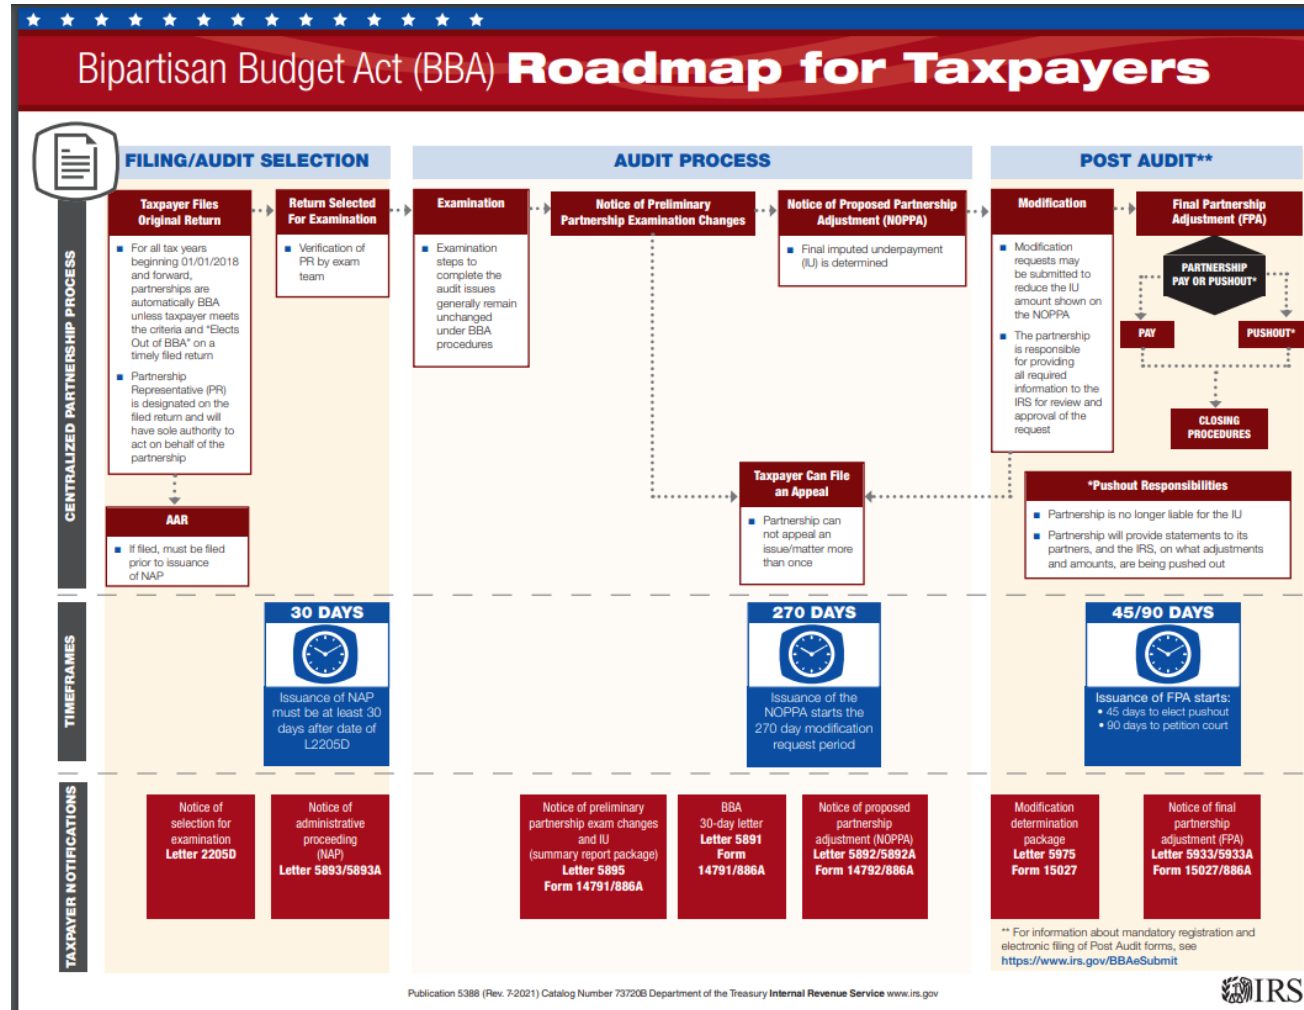 Bipartisan Budget Act (BBA) Roadmap for Taxpayers
FILING/AUDIT SELECTION
AUDIT PROCESS
POST AUDIT**
CENTRALIZED PARTNERSHIP PROCESS
Taxpayer Files
Original Return
■ For all tax years
beginning 01/01/2018
and forward,
partnerships are
automatically BBA
unless taxpayer meets
the criteria and “Elects
Out of BBA” on a
timely filed return
■ Partnership
Representative (PR)
is designated on the
filed return and will
have sole authority to
act on behalf of the
partnership
AAR
■ If filed, must be filed
prior to issuance
of NAP
Return Selected
For Examination
■ Verification of
PR by exam
team
Examination
■ Examination
steps to
complete the
audit issues
generally remain
unchanged
under BBA
procedures
Notice of Preliminary
Partnership Examination Changes
Notice of Proposed Partnership
Adjustment (NOPPA)
■ Final imputed underpayment
(IU) is determined
Taxpayer Can File
an Appeal
■ Partnership can
not appeal an
issue/matter more
than once
Modification
■ Modification
requests may
be submitted to
reduce the IU
amount shown on
the NOPPA
■ The partnership
is responsible
for providing
all required
information to the
IRS for review and
approval of the
request
Final Partnership
Adjustment (FPA)
PARTNERSHIP
PAY OR PUSHOUT*
PAY
PUSHOUT*
CLOSING
PROCEDURES
*Pushout Responsibilities
■ Partnership is no longer liable for the IU
■ Partnership will provide statements to its
partners, and the IRS, on what adjustments
and amounts, are being pushed out
TIMEFRAMES
30 DAYS
Issuance of NAP
must be at least 30
days after date of
L2205D
270 DAYS
Issuance of the
NOPPA starts the
270 day modification
request period
45/90 DAYS
Issuance of FPA starts:
• 45 days to elect pushout
• 90 days to petition court
TAXPAYER NOTIFICATIONS
Notice of
selection for
examination
Letter 2205D
Notice of
administrative
proceeding
(NAP)
Letter 5893/5893A
Notice of preliminary
partnership exam changes
and IU
(summary report package)
Letter 5895
Form 14791/886A
BBA
30-day letter
Letter 5891
Form
14791/886A
Notice of proposed
partnership
adjustment (NOPPA)
Letter 5892/5892A
Form 14792/886A
Modification
determination
package
Letter 5975
Form 15027
Notice of final
partnership
adjustment (FPA)
Letter 5933/5933A
Form 15027/886A
** For information about mandatory registration and
electronic filing of Post Audit forms, see
https://www.irs.gov/BBAeSubmit
Publication 5388 (Rev. 7-2021) Catalog Number 73720B Department of the Treasury Internal Revenue Service www.irs.gov
IRS